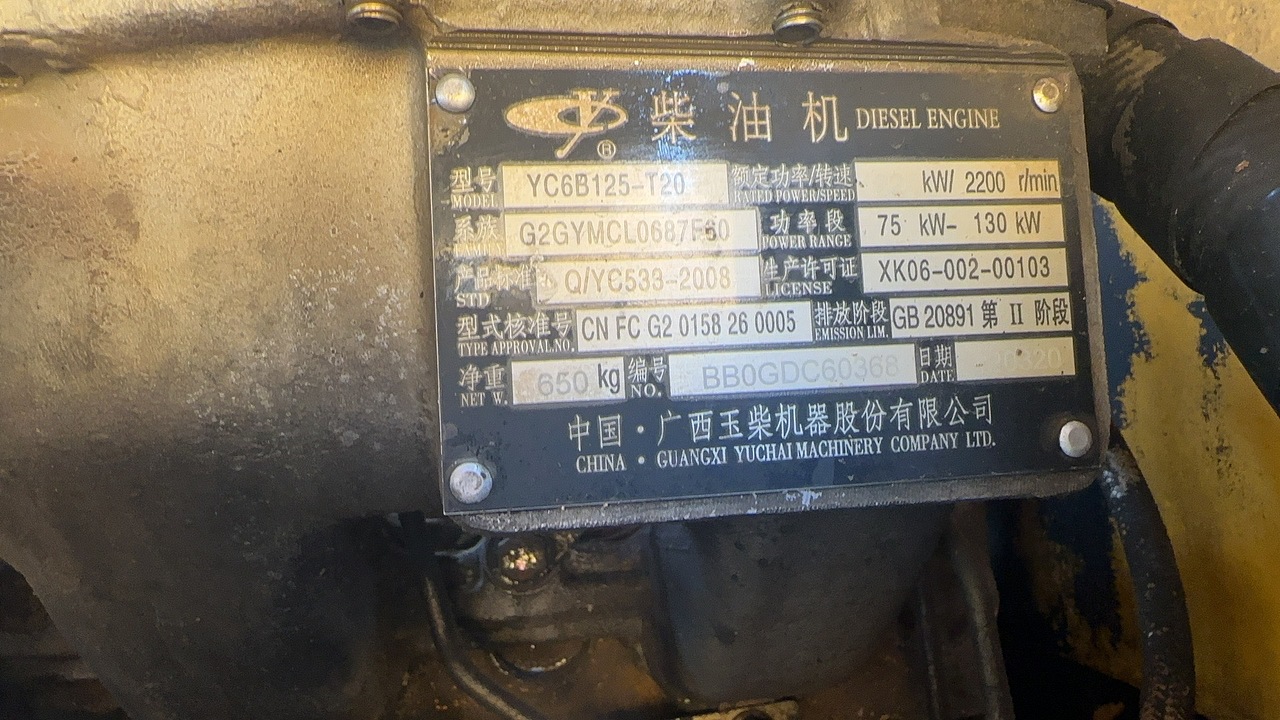 柴油机 DIESEL ENGINE
型号 MODEL YC6B125-T20 额定功率/转速 RATED POWER/SPEED kW/ 2200 r/min
系族 G2GYMCL0687F60 功率段 POWER RANGE 75 kW- 130 kW
产品标准 STD Q/YC533-2008 生产许可证 LICENSE XK06-002-00103
型式核准号 TYPE APPROVAL NO. CN FC G2 0158 26 0005 排放阶段 EMISSION LIM. GB 20891 第 II 阶段
净重 NET W. 650 kg 编号 NO. BB0GDC60368 日期 DATE
中国·广西玉柴机器股份有限公司
CHINA · GUANGXI YUCHAI MACHINERY COMPANY LTD.